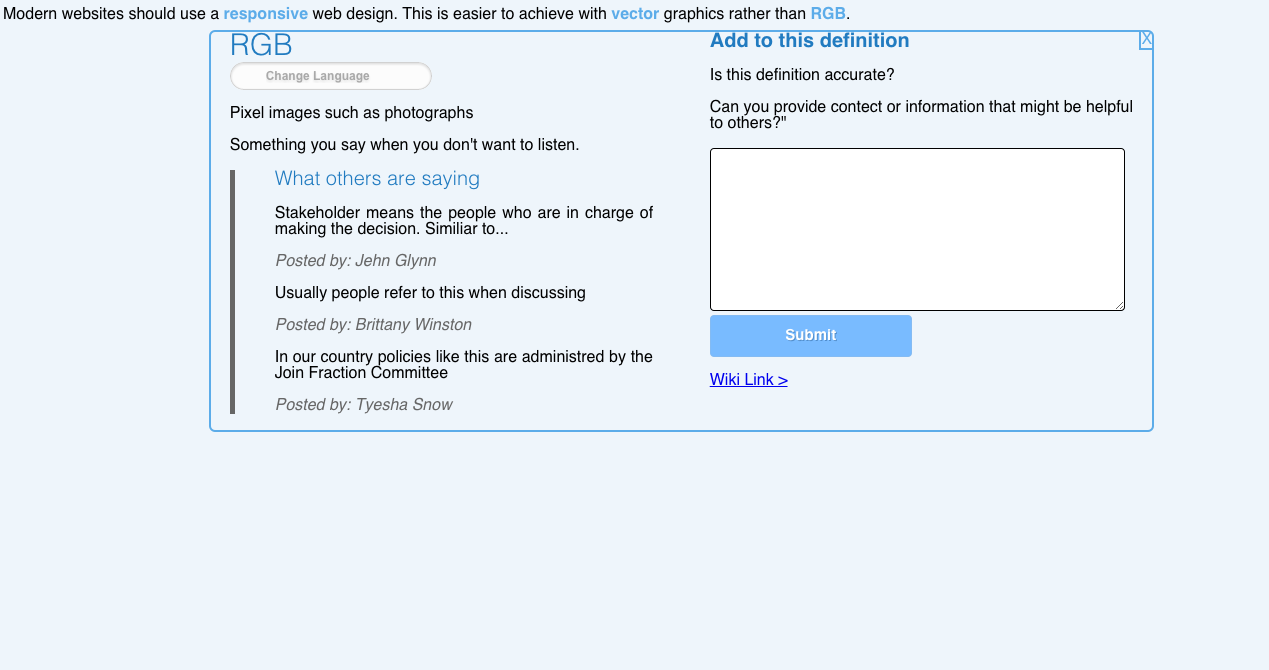 Modern websites should use a responsive web design. This is easier to achieve with vector graphics rather than RGB.
X
RGB
Change Language
Pixel images such as photographs
Something you say when you don't want to listen.
What others are saying
Stakeholder means the people who are in charge of
making the decision. Similiar to...
Posted by: Jehn Glynn
Usually people refer to this when discussing
Posted by: Brittany Winston
In our country policies like this are administred by the
Join Fraction Committee
Posted by: Tyesha Snow
Add to this definition
Is this definition accurate?
Can you provide contect or information that might be helpful
to others?"
Submit
Wiki Link >